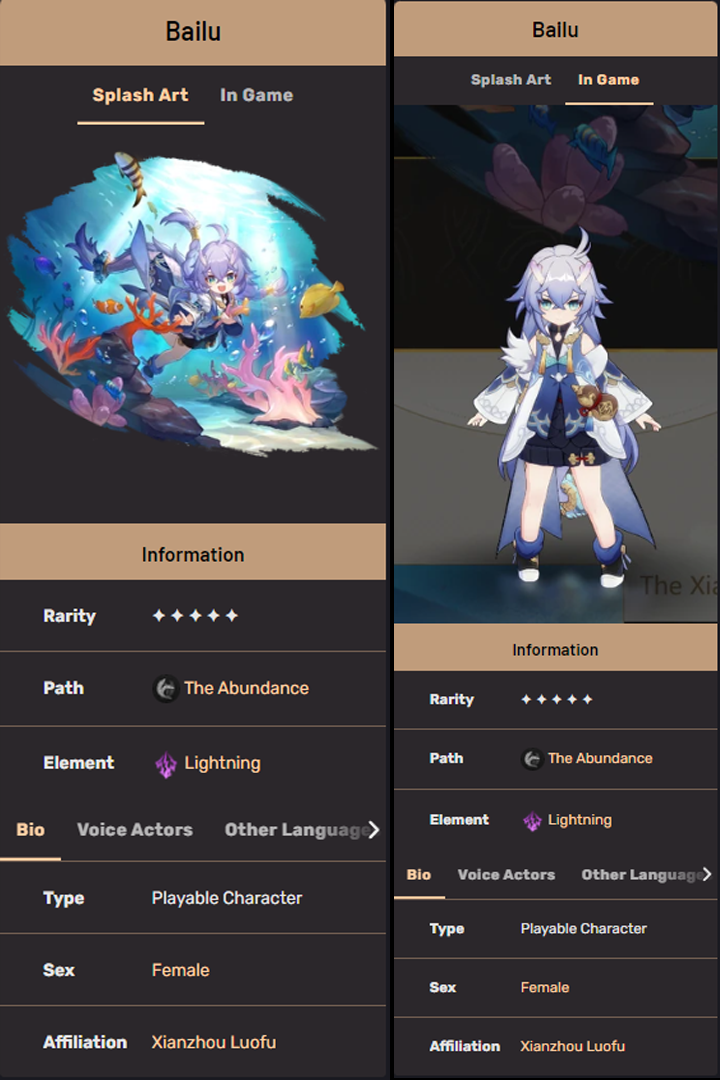 Bailu
Splash Art In Game
Information
Rarity
Path The Abundance
Element Lightning
Bio Voice Actors Other Language
Type Playable Character
Sex Female
Affiliation Xianzhou Luofu
Bailu
Splash Art In Game
The Xia
Information
Rarity
Path The Abundance
Element Lightning
Bio Voice Actors Other Language
Type Playable Character
Sex Female
Affiliation Xianzhou Luofu